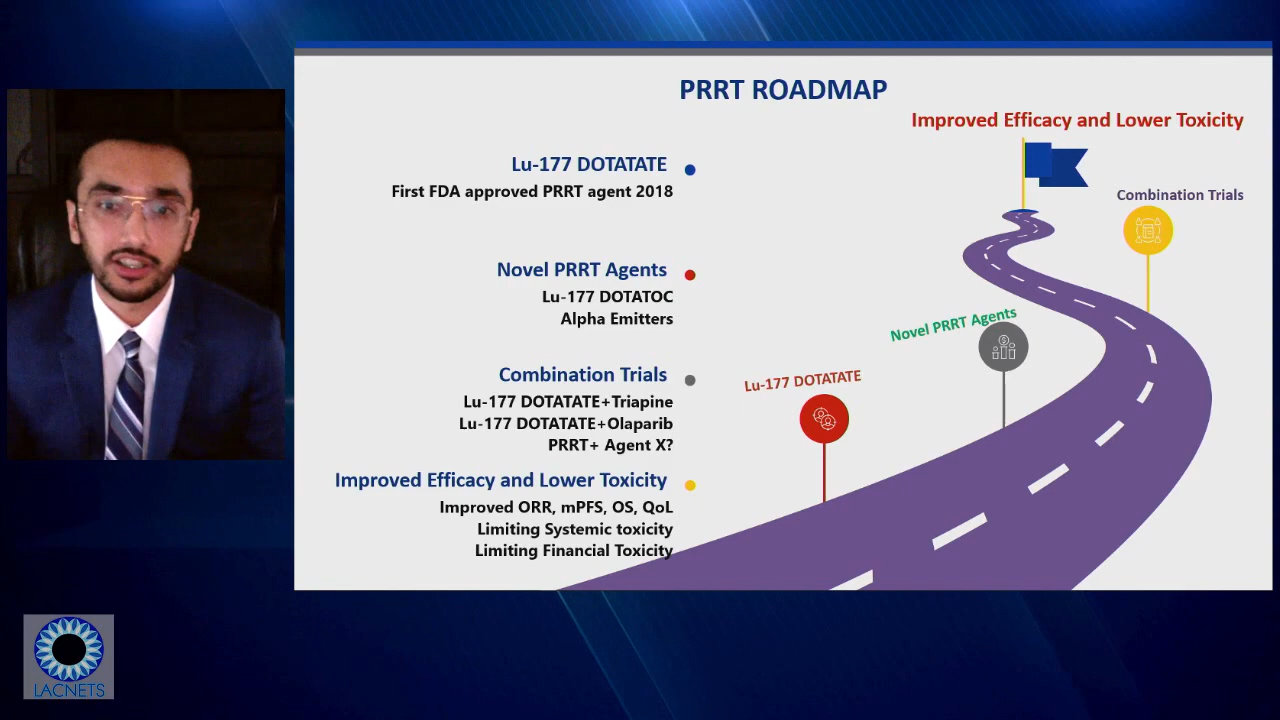 PRRT ROADMAP
Improved Efficacy and Lower Toxicity
Lu-177 DOTATATE
First FDA approved PRRT agent 2018
Combination Trials
Novel PRRT Agents
Lu-177 DOTATOC
Alpha Emitters
Novel PRRT Agents
Combination Trials
Lu-177 DOTATATE
Lu-177 DOTATATE+Triapine
Lu-177 DOTATATE+Olaparib
PRRT+ Agent X?
Improved Efficacy and Lower Toxicity
Improved ORR, mPFS, OS, QoL
Limiting Systemic toxicity
Limiting Financial Toxicity
LACNETS